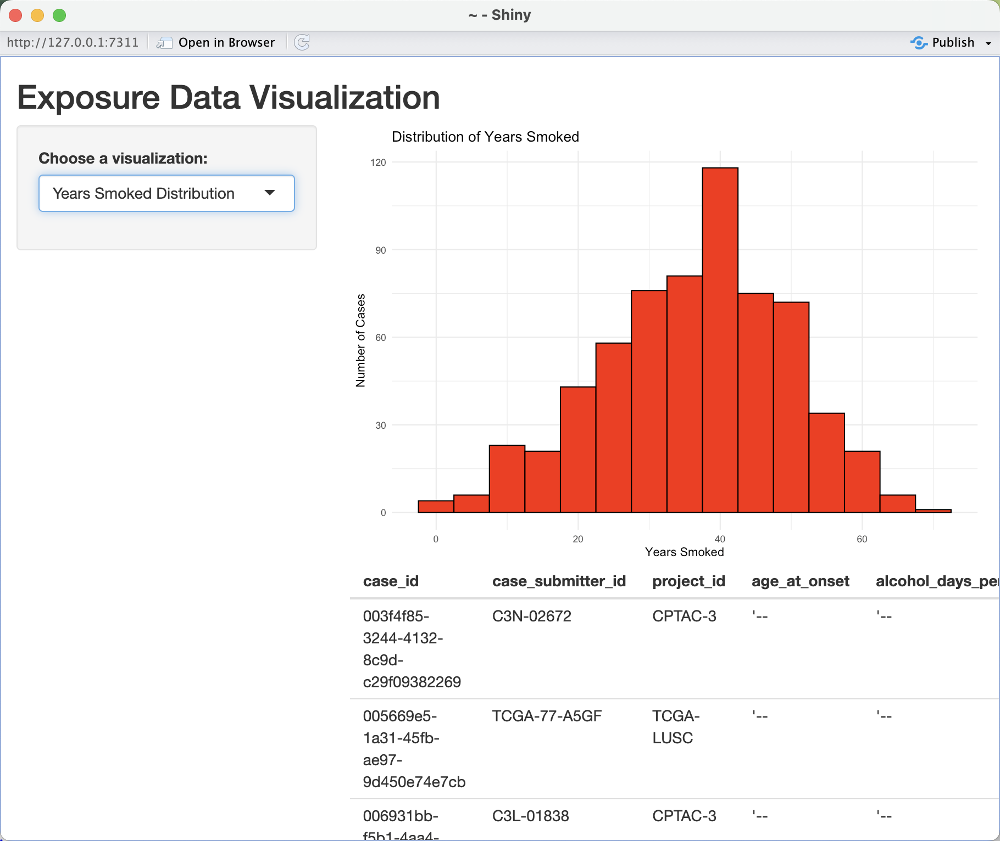 ~ - Shiny
http://127.0.0.1:7311 Open in Browser Publish
Exposure Data Visualization
Choose a visualization:
Years Smoked Distribution
Distribution of Years Smoked
120
90
60
30
0
Number of Cases
0 20 40 60
Years Smoked
case_id case_submitter_id project_id age_at_onset alcohol_days_per
003f4f85- C3N-02672 CPTAC-3 '-- '--
3244-4132-
8c9d-
c29f09382269
005669e5- TCGA-77-A5GF TCGA- '-- '--
1a31-45fb- LUSC
ae97-
9d450e74e7cb
006931bb- C3L-01838 CPTAC-3 '-- '--
f5b1-4aa4-